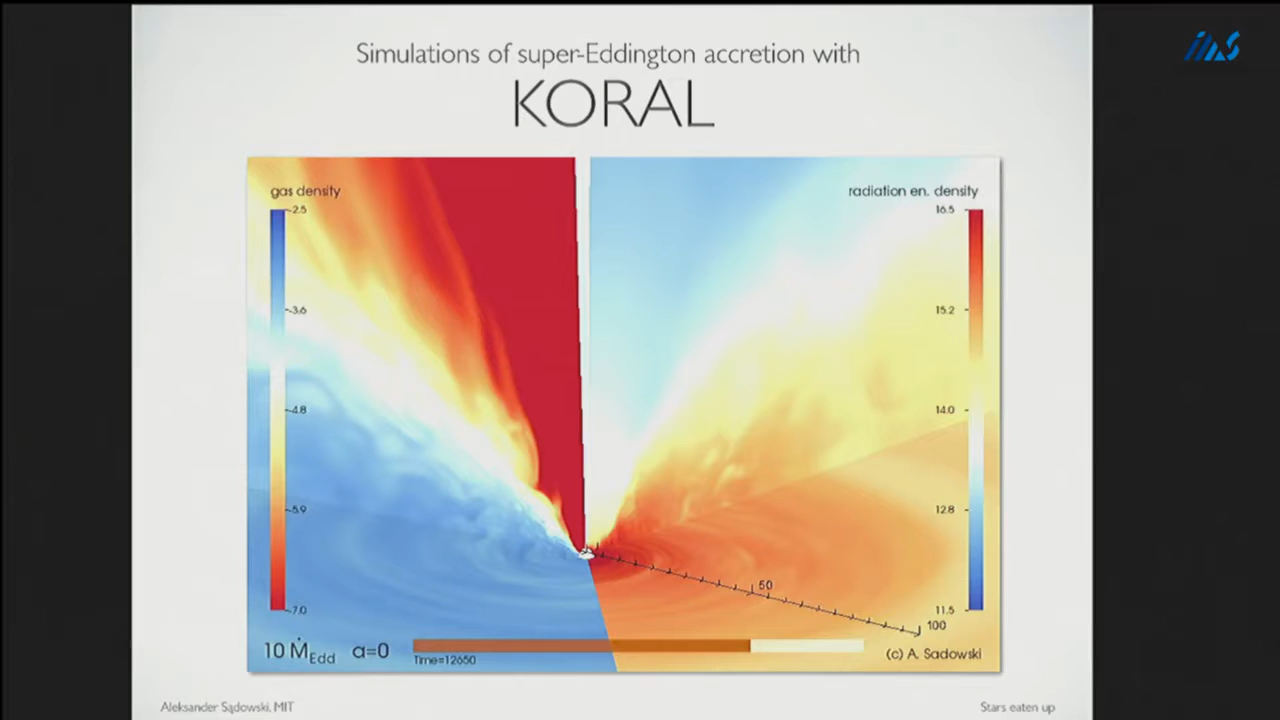 Simulations of super-Eddington accretion with
KORAL
gas density
-2.5
-3.6
-4.8
-5.9
-7.0
radiation en. density
16.5
15.2
14.0
12.8
11.5
50
100
10 Ṁ_Edd a=0
Time=12650
(c) A. Sadowski
Aleksander Sądowski, MIT
Stars eaten up